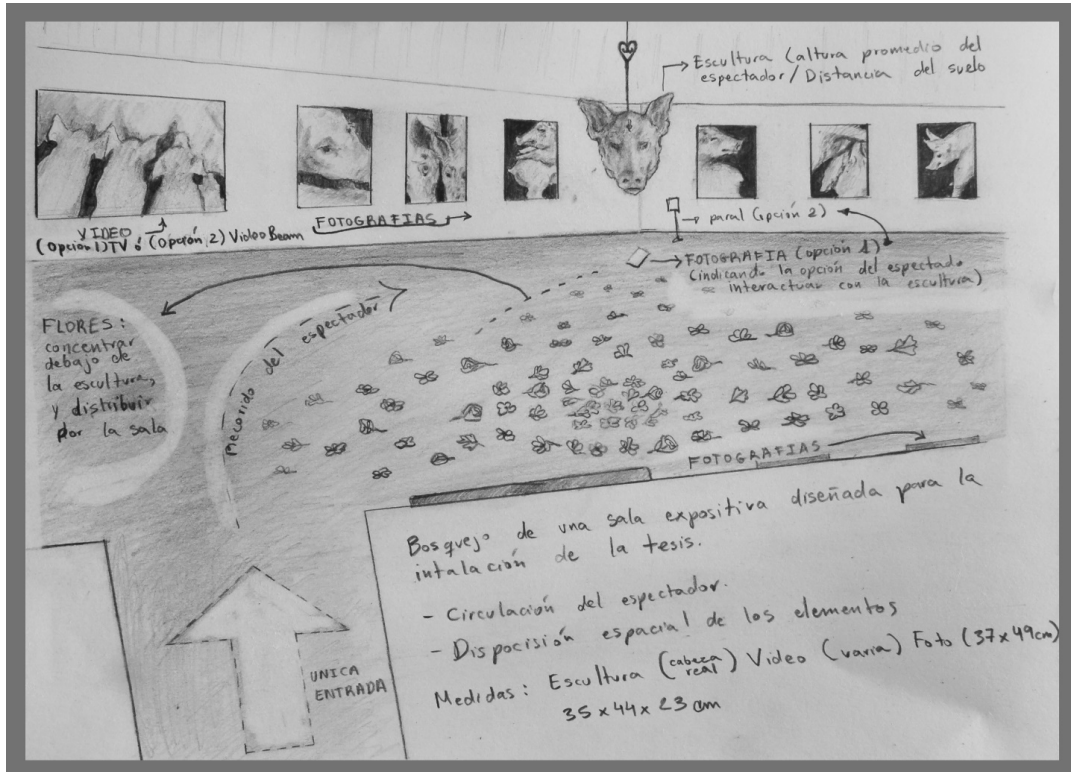 Escultura (altura promedio del
espectador / Distancia del suelo
VIDEO
(Opción 1) TV ó (Opción 2) Video Beam
FOTOGRAFIAS
paral (opción 2)
FOTOGRAFIA (opción 1)
(indicando la opción del espectado
interactuar con la escultura)
FLORES:
concentrar
debajo de
la escultura,
y distribuir
por la sala
recorrido del espectador
FOTOGRAFIAS
UNICA
ENTRADA
Bosquejo de una sala expositiva diseñada para la
intalación de la tesis.
- Circulación del espectador.
- Dispocisión espacial de los elementos
Medidas: Escultura (cabeza real) Video (varia) Foto (37 x 49 cm)
35 x 44 x 23 cm